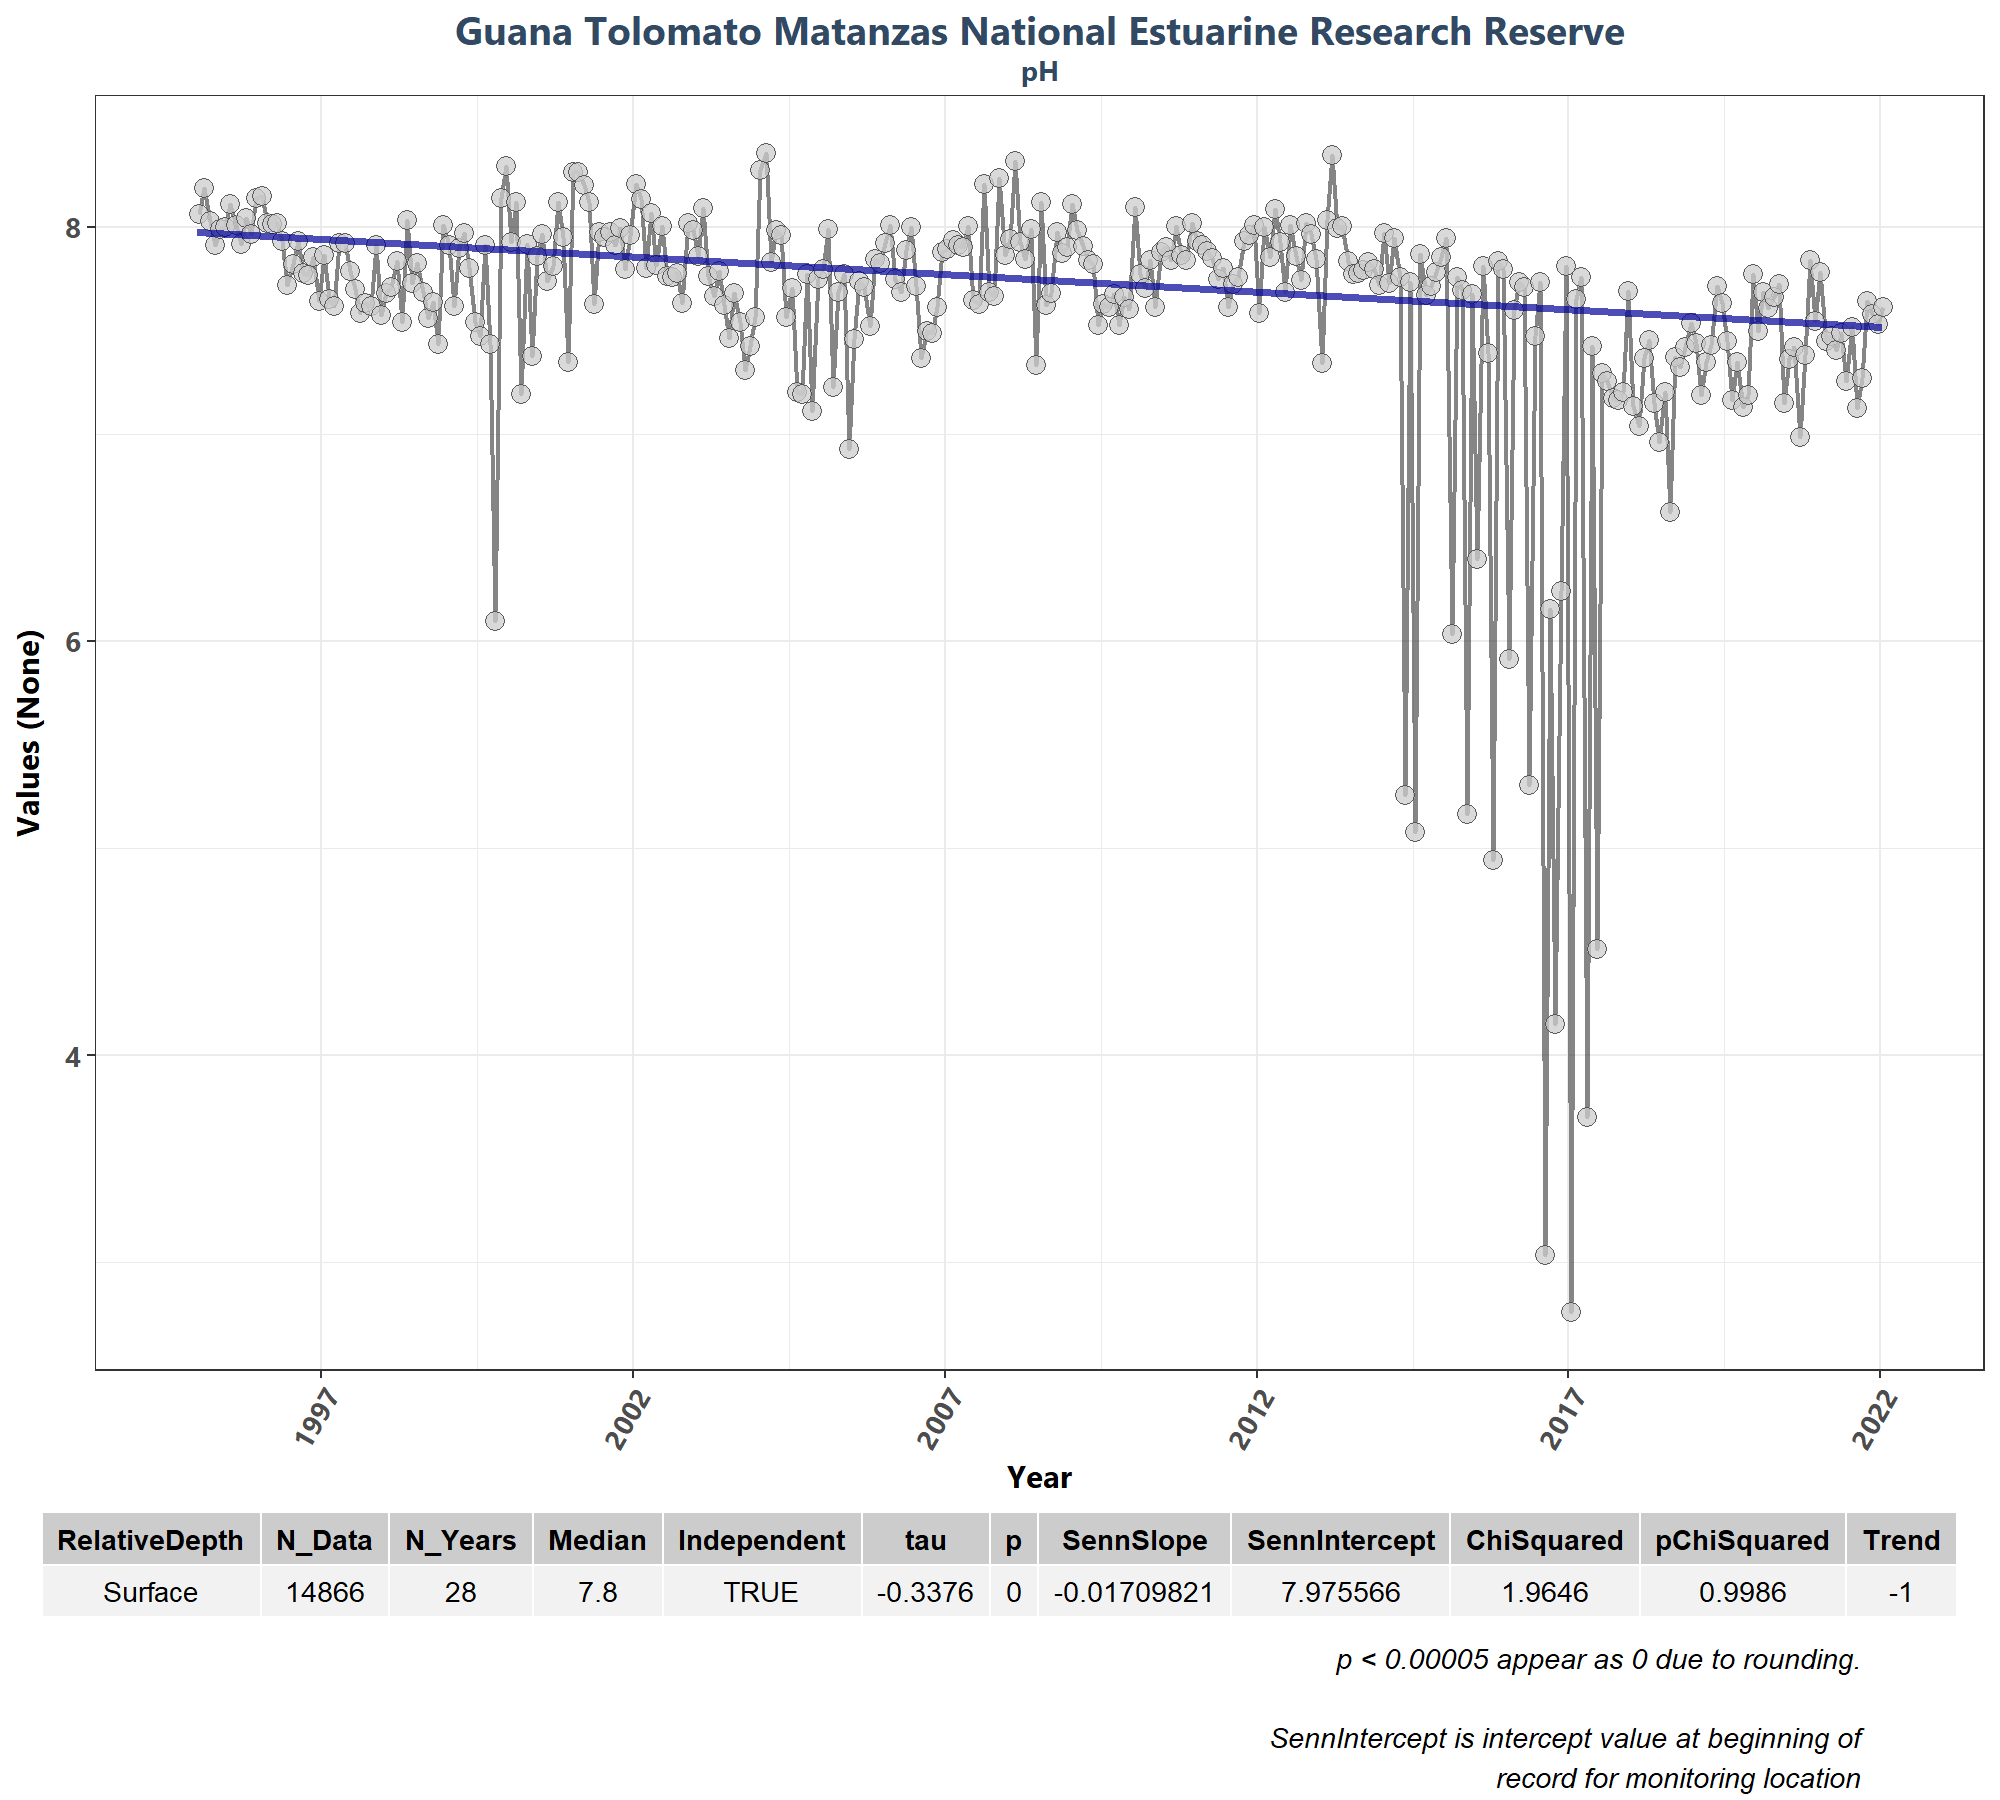 Guana Tolomato Matanzas National Estuarine Research Reserve
pH
8
6
4
Values (None)
1997 2002 2007 2012 2017 2022
Year
RelativeDepth N_Data N_Years Median Independent tau p SennSlope SennIntercept ChiSquared pChiSquared Trend
Surface 14866 28 7.8 TRUE -0.3376 0 -0.01709821 7.975566 1.9646 0.9986 -1
p < 0.00005 appear as 0 due to rounding.
SennIntercept is intercept value at beginning of
record for monitoring location